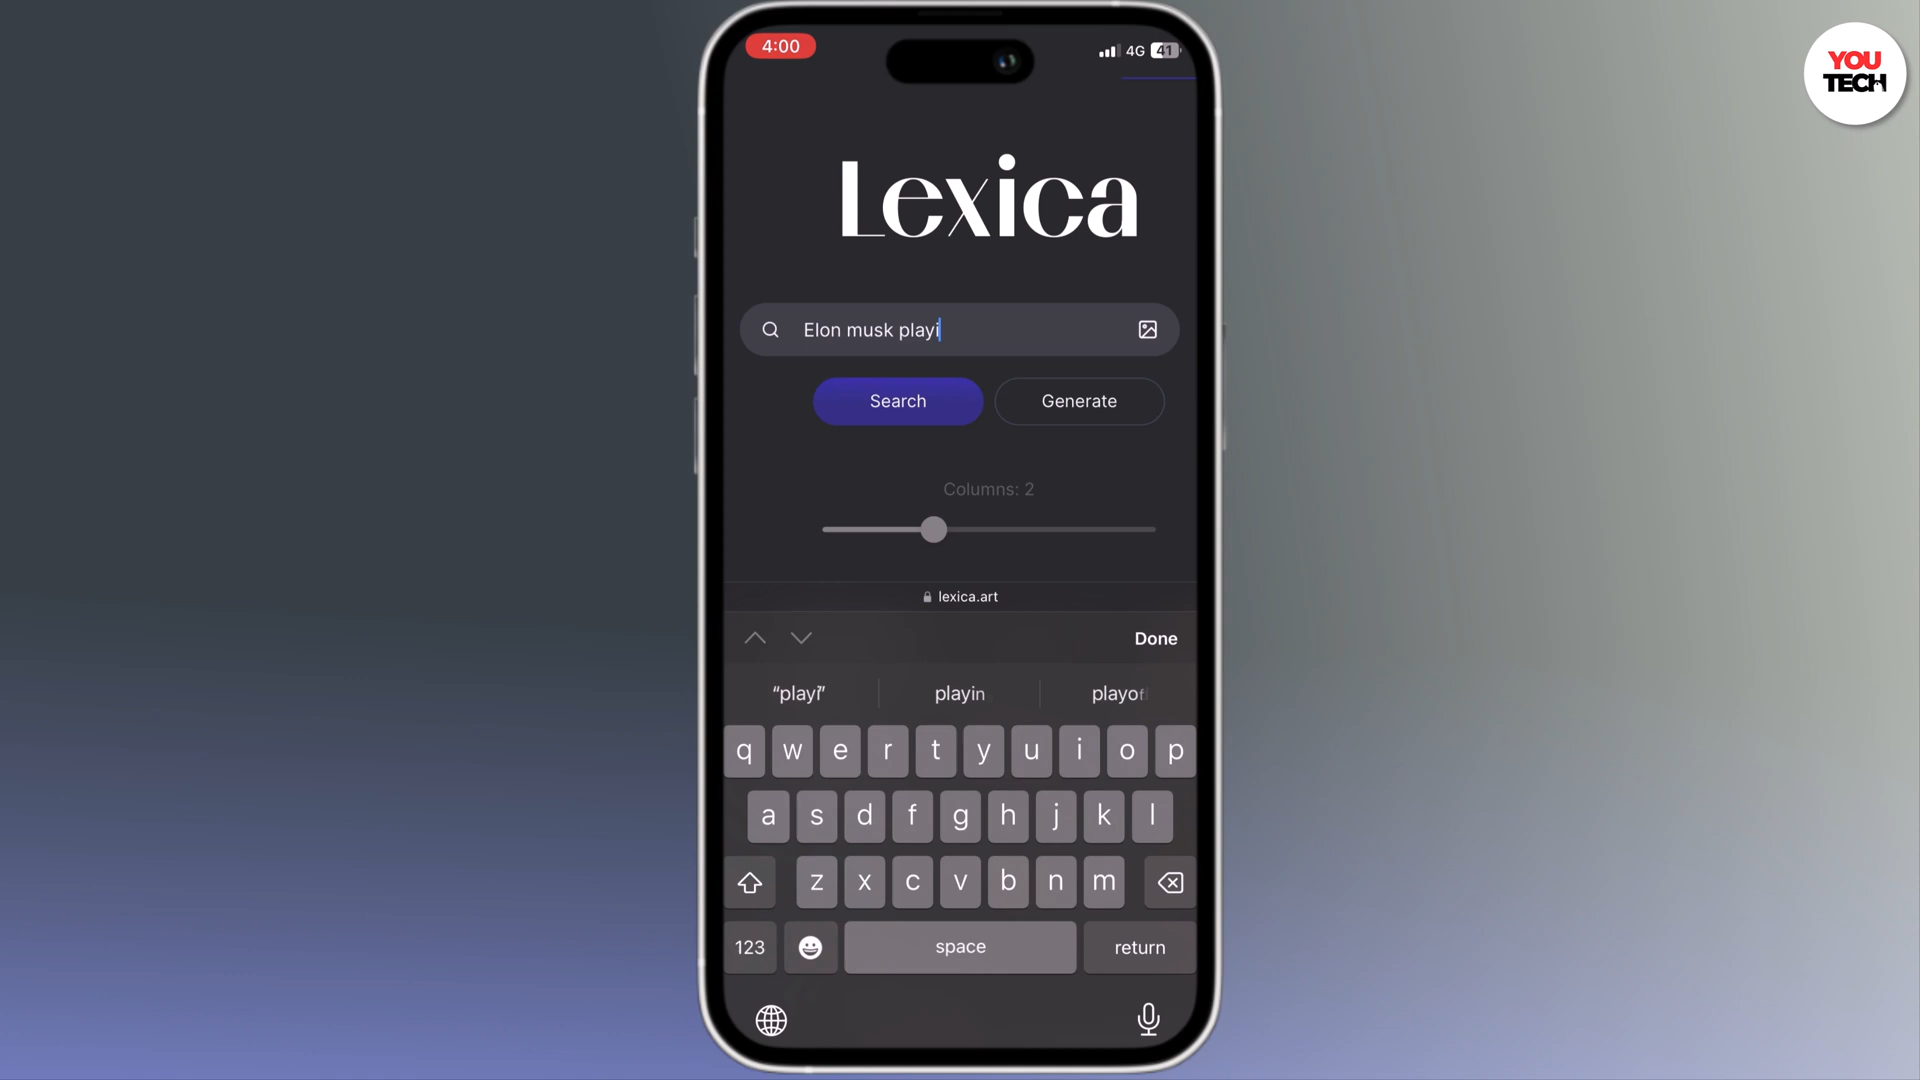 4:00
4G 41
YOU
TECH
Lexica
Elon musk playi
Search Generate
Columns: 2
lexica.art
Done
“playi” playin playof
q w e r t y u i o p
a s d f g h j k l
z x c v b n m
123 space return